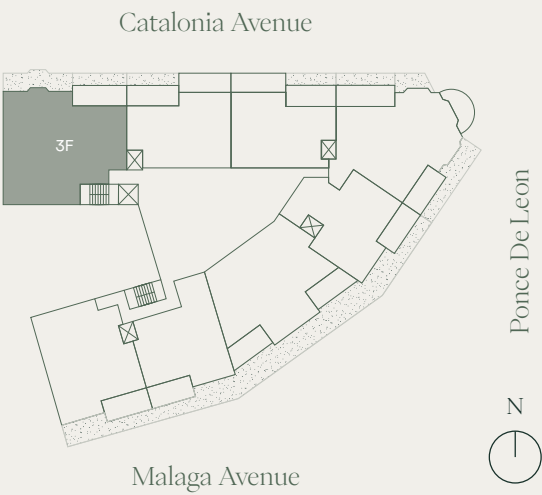 Catalonia Avenue
3F
Ponce De Leon
N
Malaga Avenue